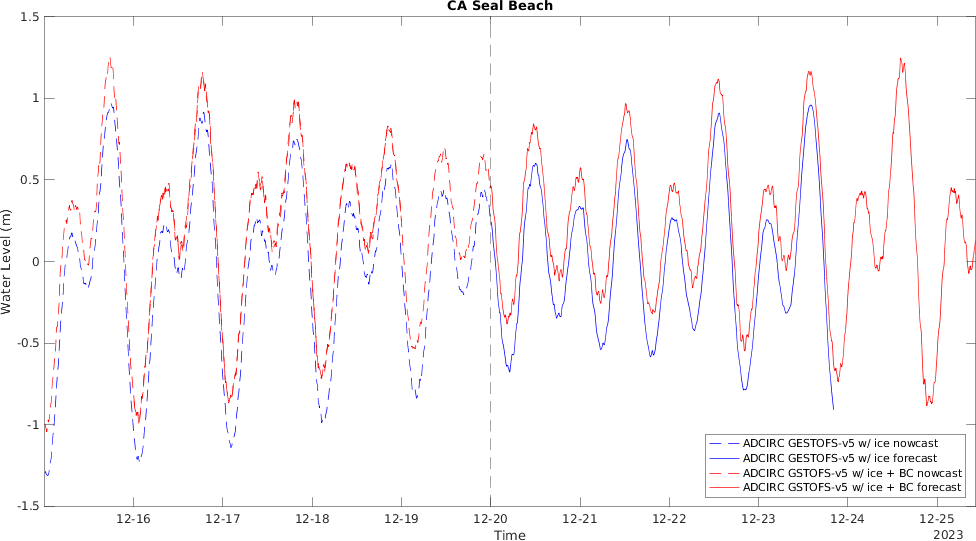 CA Seal Beach
1.5
1
0.5
0
-0.5
-1
-1.5
Water Level (m)
12-16
12-17
12-18
12-19
12-20
12-21
12-22
12-23
12-24
12-25
2023
Time
ADCIRC GESTOFS-v5 w/ ice nowcast
ADCIRC GESTOFS-v5 w/ ice forecast
ADCIRC GSTOFS-v5 w/ ice + BC nowcast
ADCIRC GSTOFS-v5 w/ ice + BC forecast